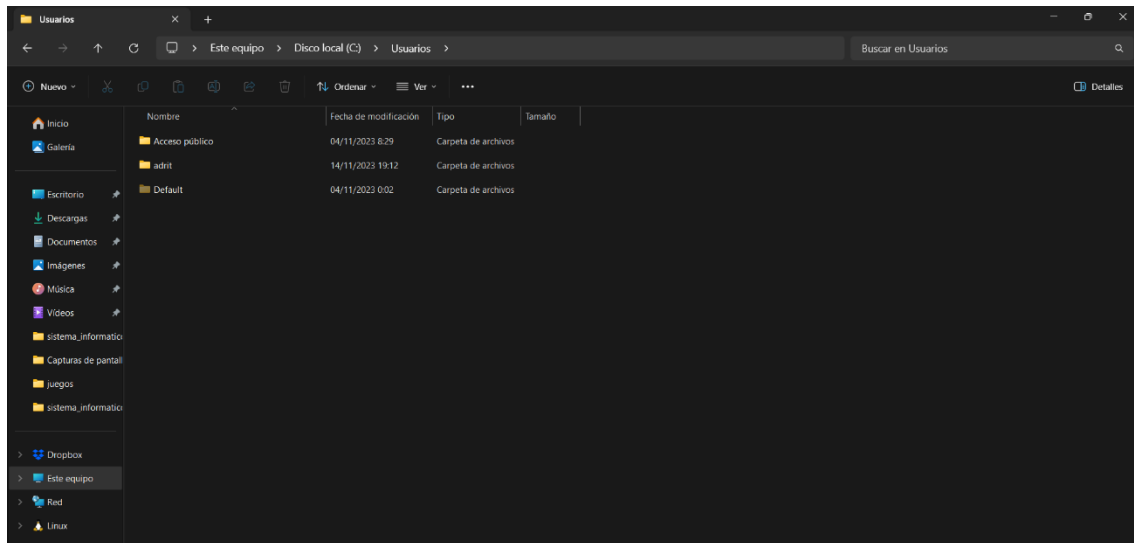 Usuarios
Este equipo > Disco local (C:) > Usuarios >
Buscar en Usuarios
Nuevo
Ordenar
Ver
Detalles
Nombre Fecha de modificación Tipo Tamaño
Acceso público 04/11/2023 8:29 Carpeta de archivos
adrit 14/11/2023 19:12 Carpeta de archivos
Default 04/11/2023 0:02 Carpeta de archivos
Inicio
Galería
Escritorio
Descargas
Documentos
Imágenes
Música
Vídeos
sistema_informatic
Capturas de pantall
juegos
sistema_informatic
Dropbox
Este equipo
Red
Linux